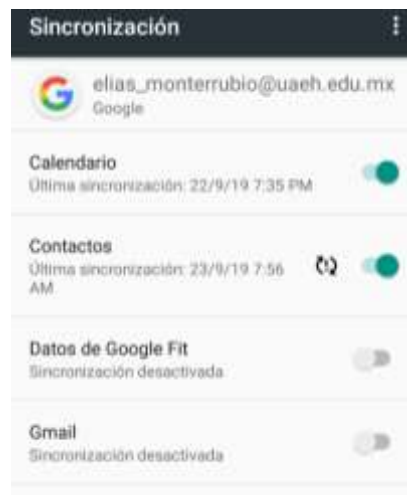 Sincronización
elias_monterrubio@uaeh.edu.mx
Google
Calendario
Última sincronización: 22/9/19 7:35 PM
Contactos
Última sincronización: 23/9/19 7:56
AM
Datos de Google Fit
Sincronización desactivada
Gmail
Sincronización desactivada